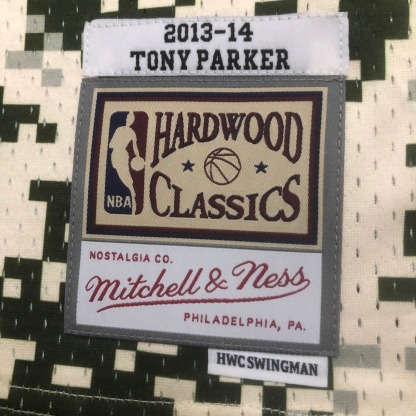 2013-14
TONY PARKER
HARDWOOD
NBA
CLASSICS
NOSTALGIA CO.
Mitchell & Ness
PHILADELPHIA, PA.
HWC SWINGMAN